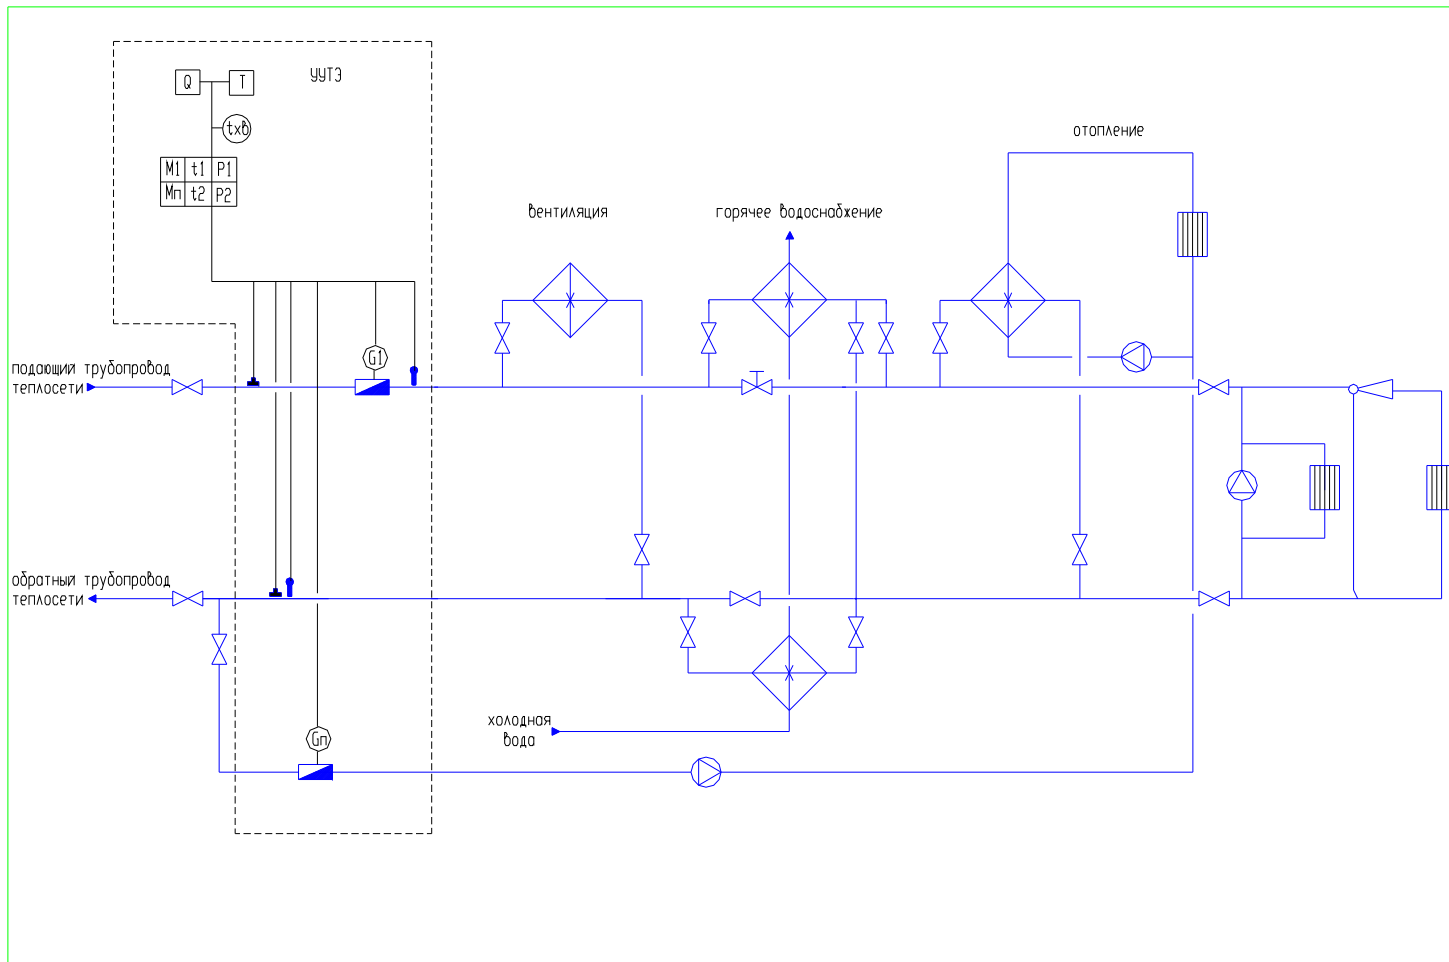 УУТЭ
Q
T
tхв
M1 t1 P1
Mп t2 P2
отопление
вентиляция
горячее водоснабжение
G1
подающий трубопровод
теплосети
обратный трубопровод
теплосети
холодная
вода
Gп